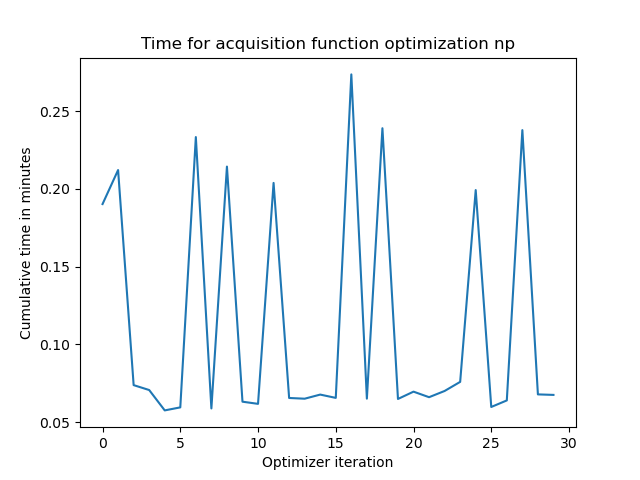 Time for acquisition function optimization np
Cumulative time in minutes
0.25
0.20
0.15
0.10
0.05
0 5 10 15 20 25 30
Optimizer iteration